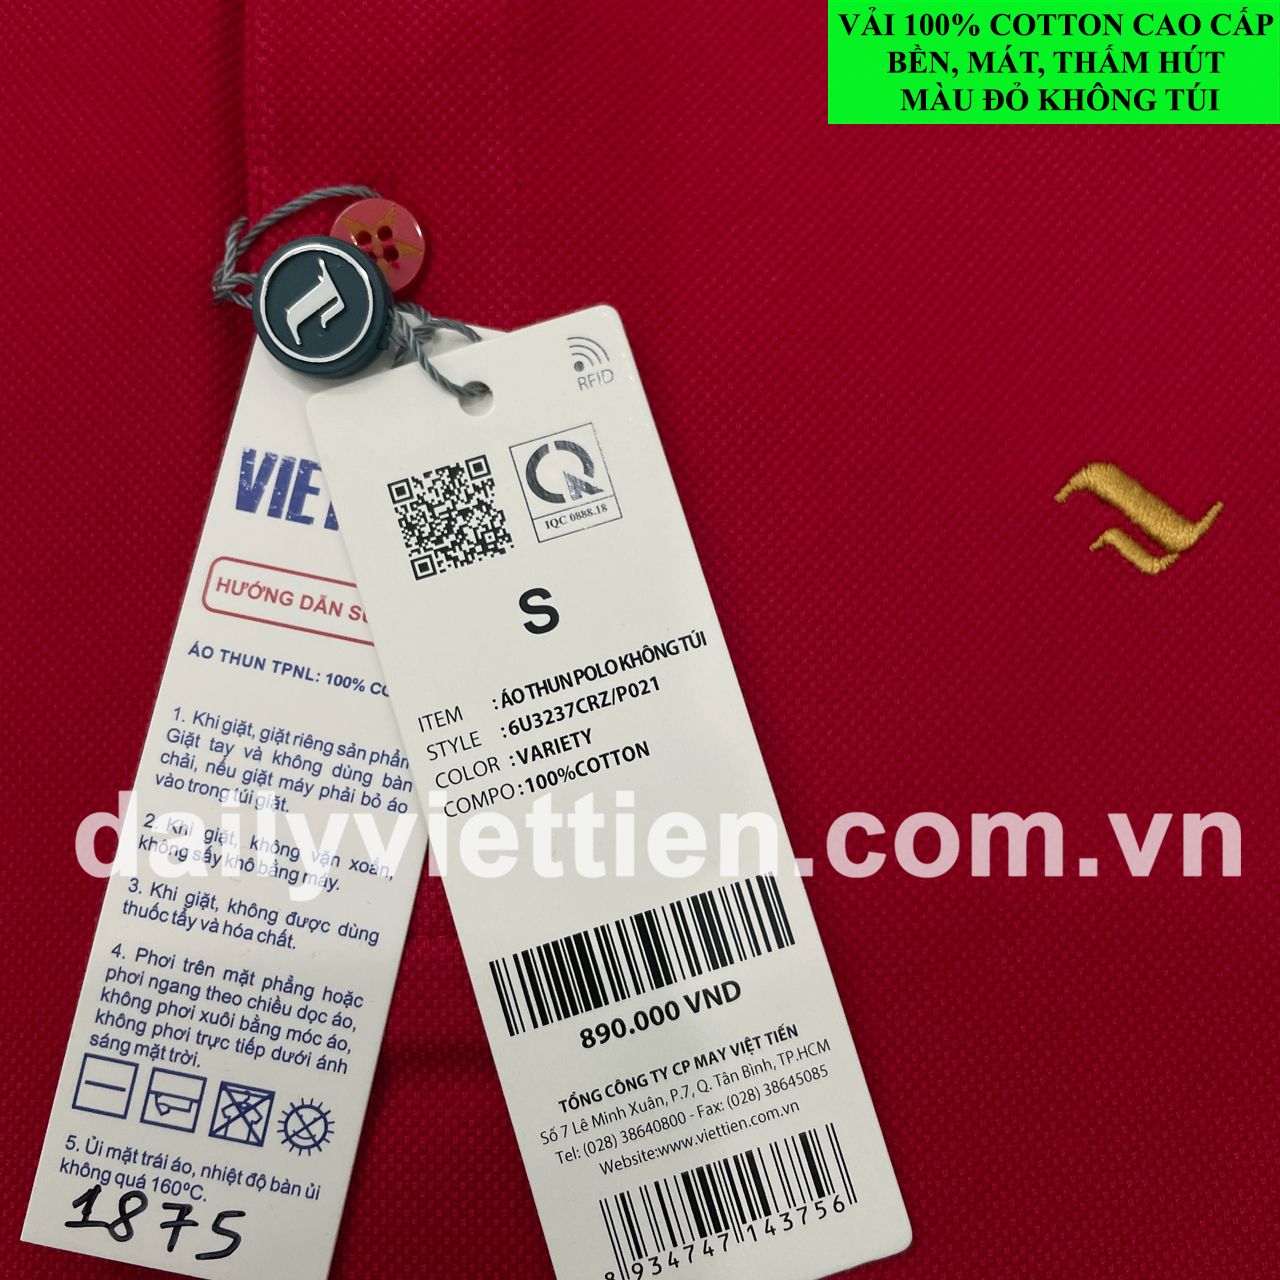 VẢI 100% COTTON CAO CẤP
BỀN, MÁT, THẤM HÚT
MÀU ĐỎ KHÔNG TÚI
RFID
IQC 0888.18
S
ITEM : ÁO THUN POLO KHÔNG TÚI
STYLE : 6U3237CRZ/P021
COLOR : VARIETY
COMPO : 100%COTTON
890.000 VND
TỔNG CÔNG TY CP MAY VIỆT TIẾN
Số 7 Lê Minh Xuân, P.7, Q. Tân Bình, TP.HCM
Tel: (028) 38640800 - Fax: (028) 38645085
Website:www.viettien.com.vn
8934747143756
HƯỚNG DẪN
ÁO THUN TPNL: 100%
1. Khi giặt, giặt riêng sản phẩm
Giặt tay và không dùng bàn
chải, nếu giặt máy phải bỏ áo
vào trong túi giặt.
2. Khi giặt, không vặn xoắn,
không sấy khô bằng máy.
3. Khi giặt, không được dùng
thuốc tẩy và hóa chất.
4. Phơi trên mặt phẳng hoặc
phơi ngang theo chiều dọc áo,
không phơi xuôi bằng móc áo,
không phơi trực tiếp dưới ánh
sáng mặt trời.
5. Ủi mặt trái áo, nhiệt độ bàn ủi
không quá 160ºC.
1875
dailyviettien.com.vn